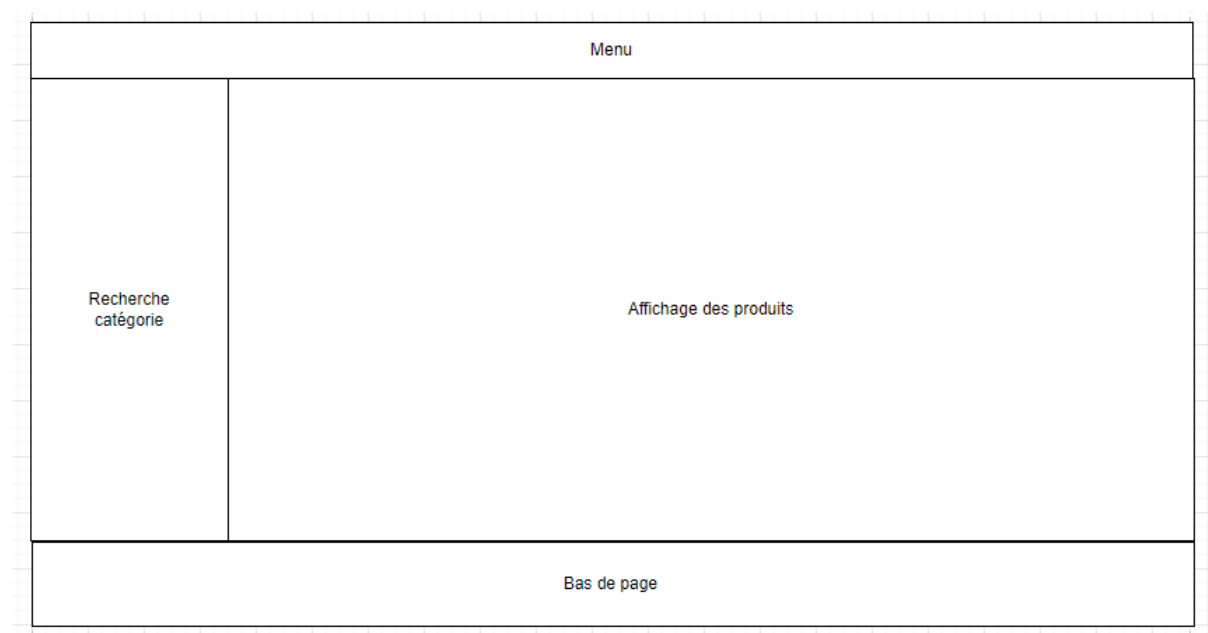 Menu
Recherche
catégorie
Affichage des produits
Bas de page